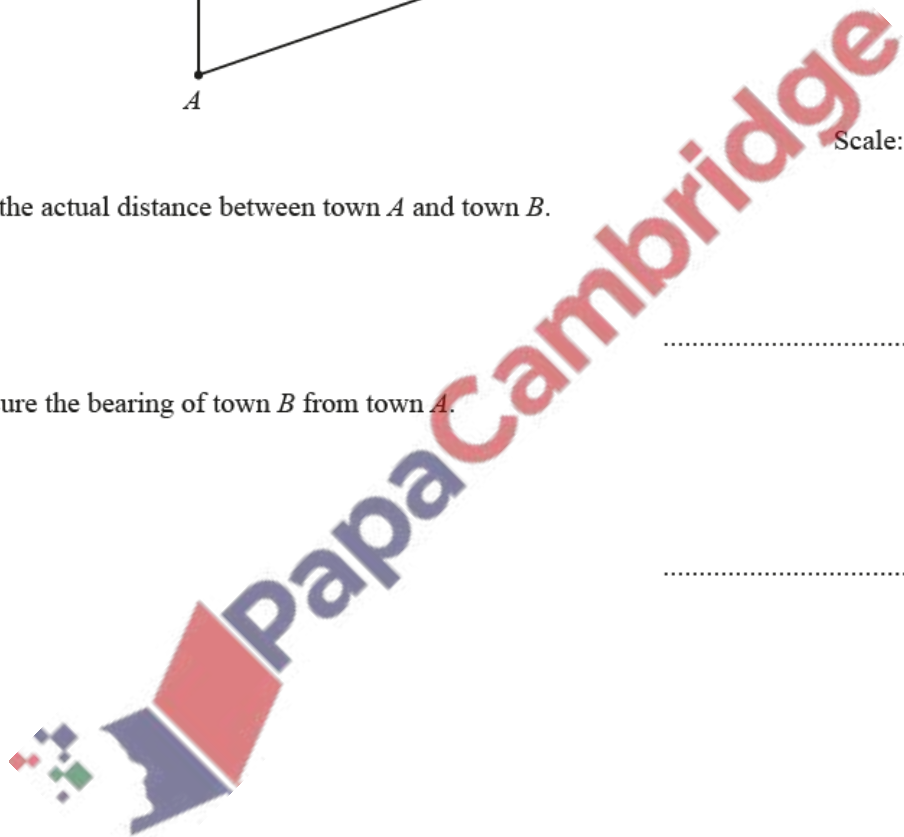 A
Scale:
the actual distance between town A and town B.
....................................
ure the bearing of town B from town A.
....................................
PapaCambridge